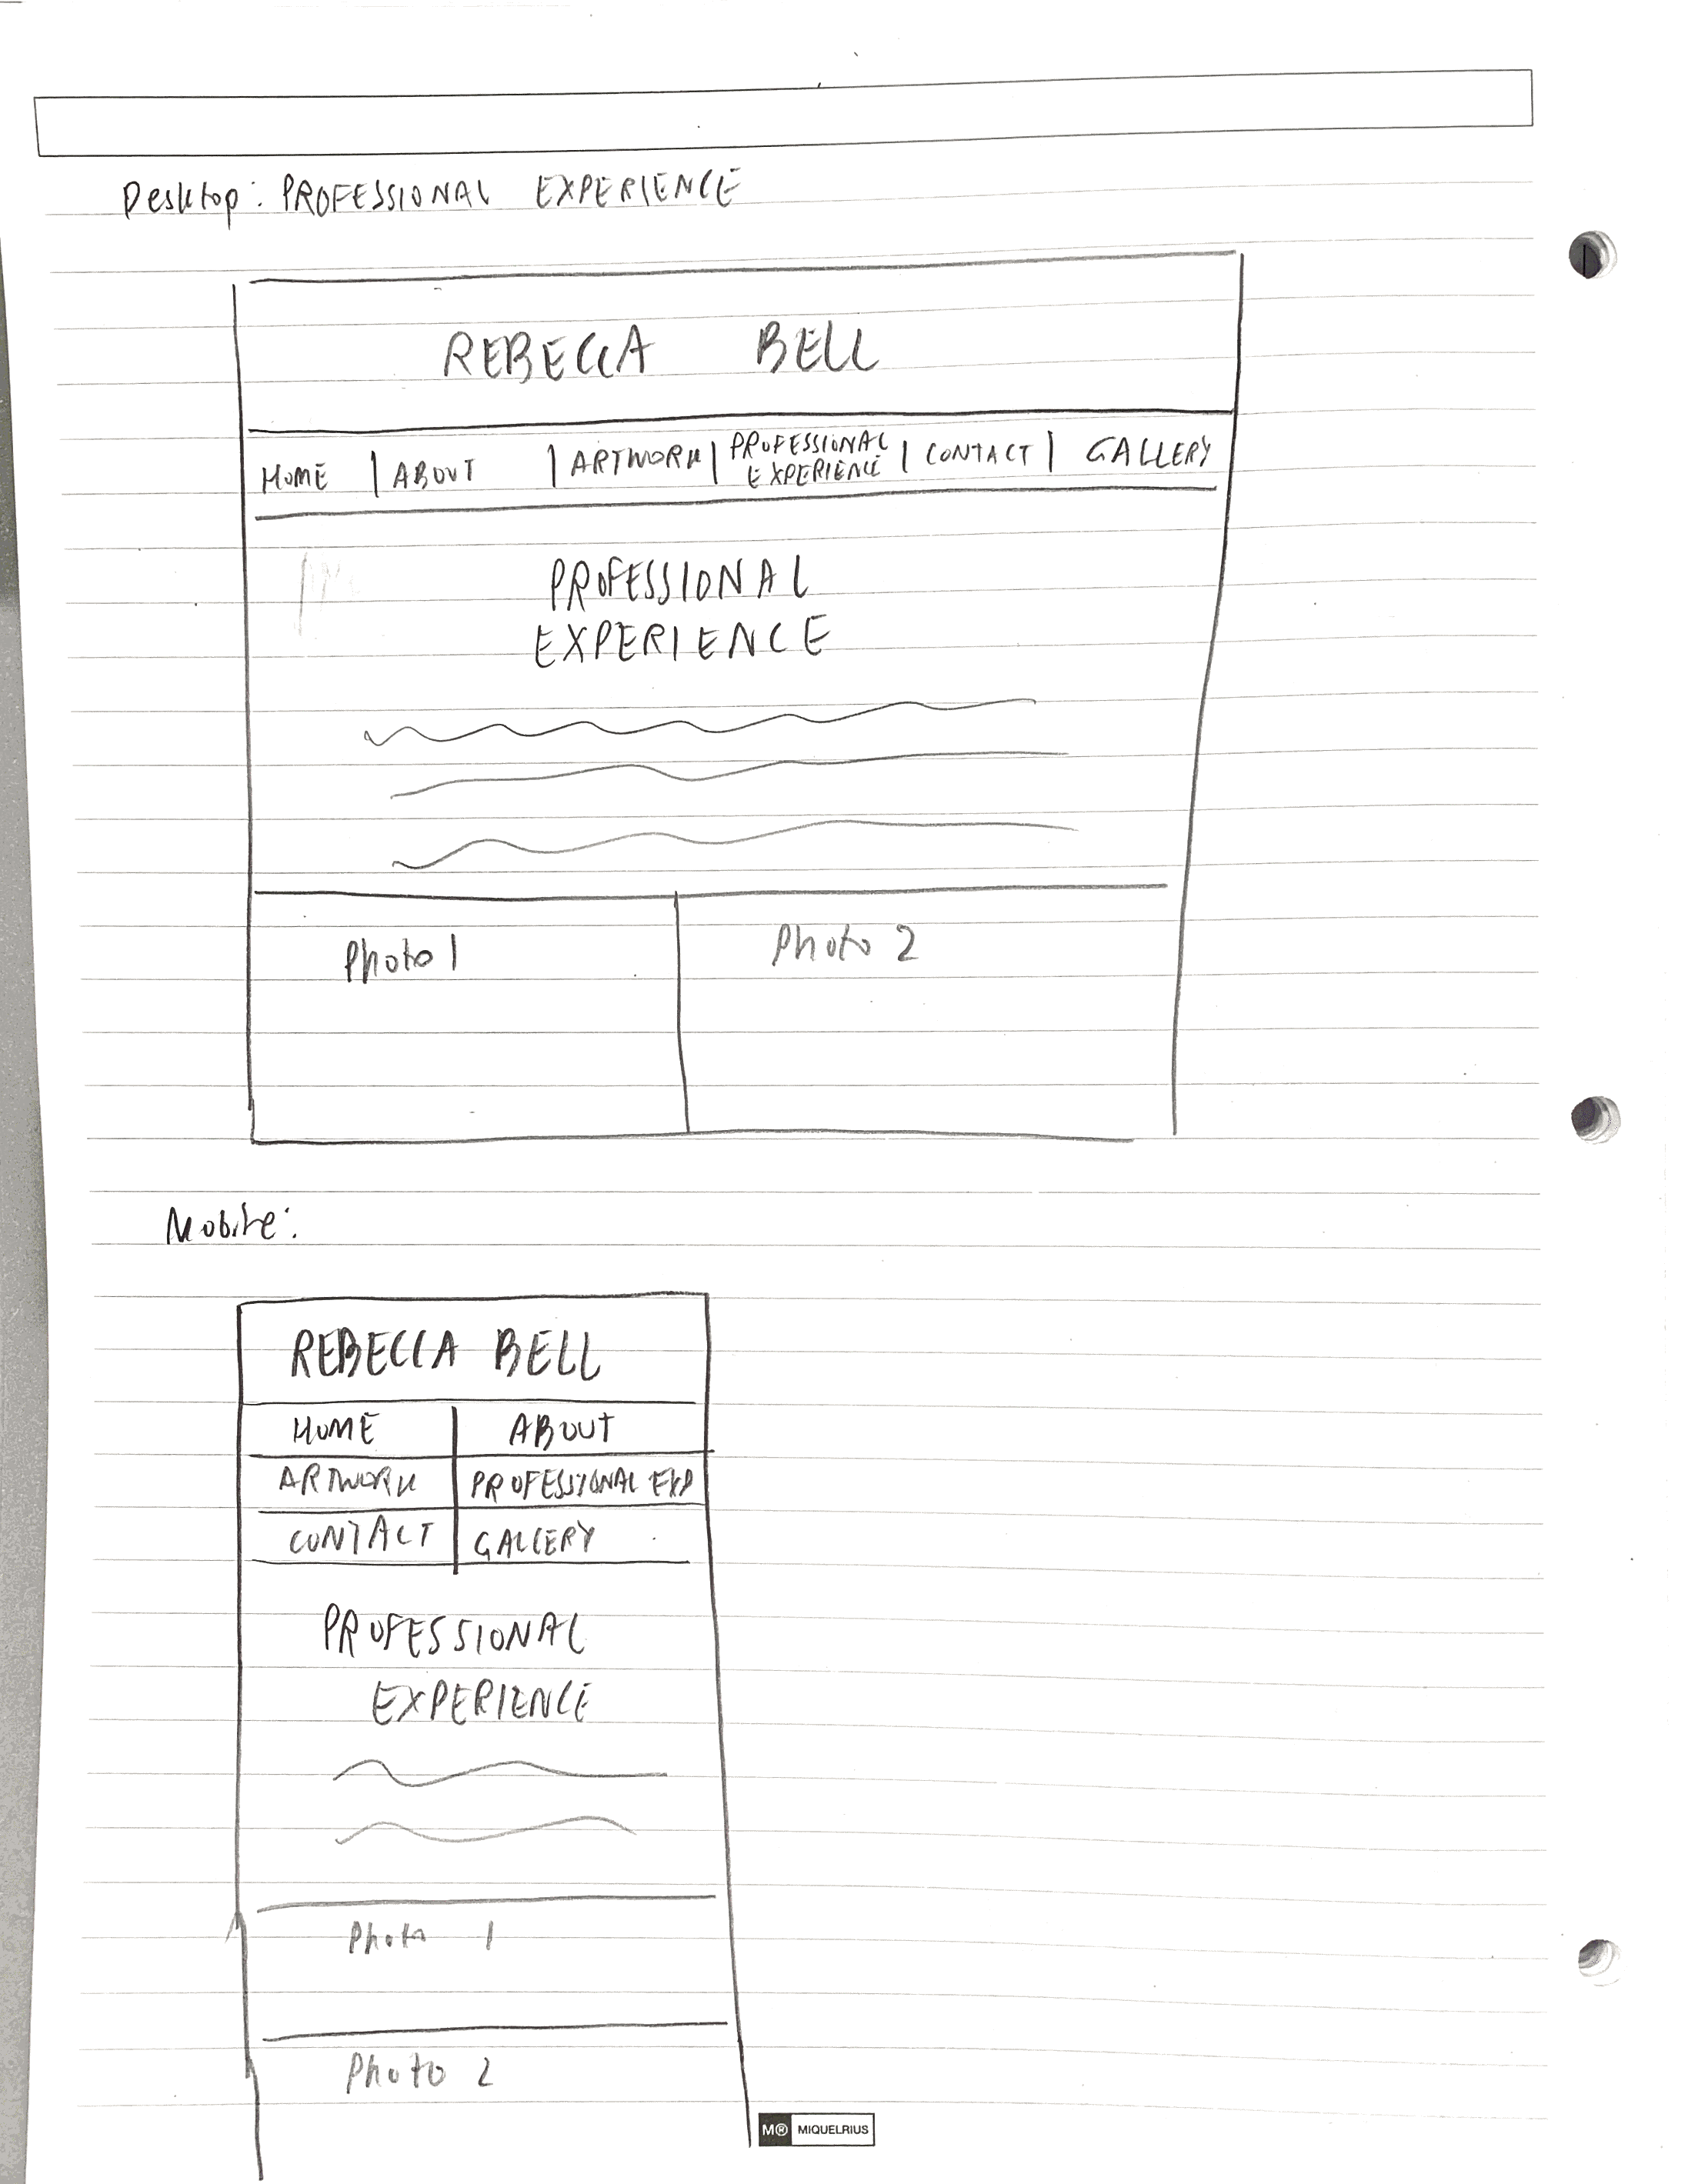 Desktop: PROFESSIONAL EXPERIENCE
REBECCA BELL
HOME | ABOUT | ARTWORK | PROFESSIONAL EXPERIENCE | CONTACT | GALLERY
PROFESSIONAL
EXPERIENCE
Photo 1
Photo 2
Mobile:
REBECCA BELL
HOME ABOUT
ARTWORK PROFESSIONAL EXP
CONTACT GALLERY
PROFESSIONAL
EXPERIENCE
Photo 1
Photo 2
M® MIQUELRIUS